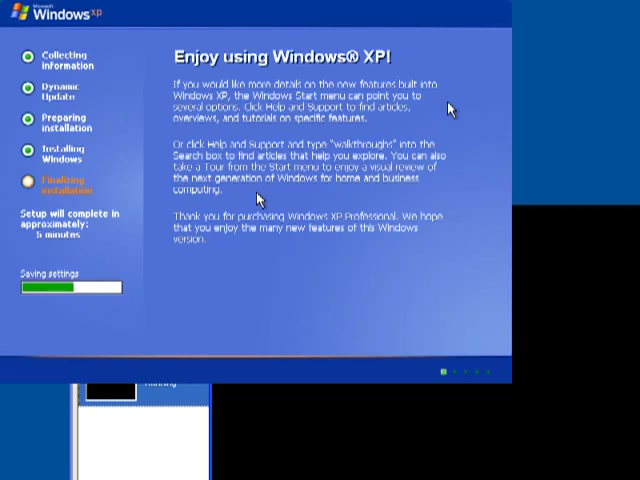 Microsoft
Windows xp
Collecting
information
Dynamic
Update
Preparing
installation
Installing
Windows
Finalizing
installation
Setup will complete in
approximately:
5 minutes
Saving settings
Enjoy using Windows® XP!
If you would like more details on the new features built into
Windows XP, the Windows Start menu can point you to
several options. Click Help and Support to find articles,
overviews, and tutorials on specific features.
Or click Help and Support and type "walkthroughs" into the
Search box to find articles that help you explore. You can also
take a Tour from the Start menu to enjoy a visual review of
the next generation of Windows for home and business
computing.
Thank you for purchasing Windows XP Professional. We hope
that you enjoy the many new features of this Windows
version.
Running